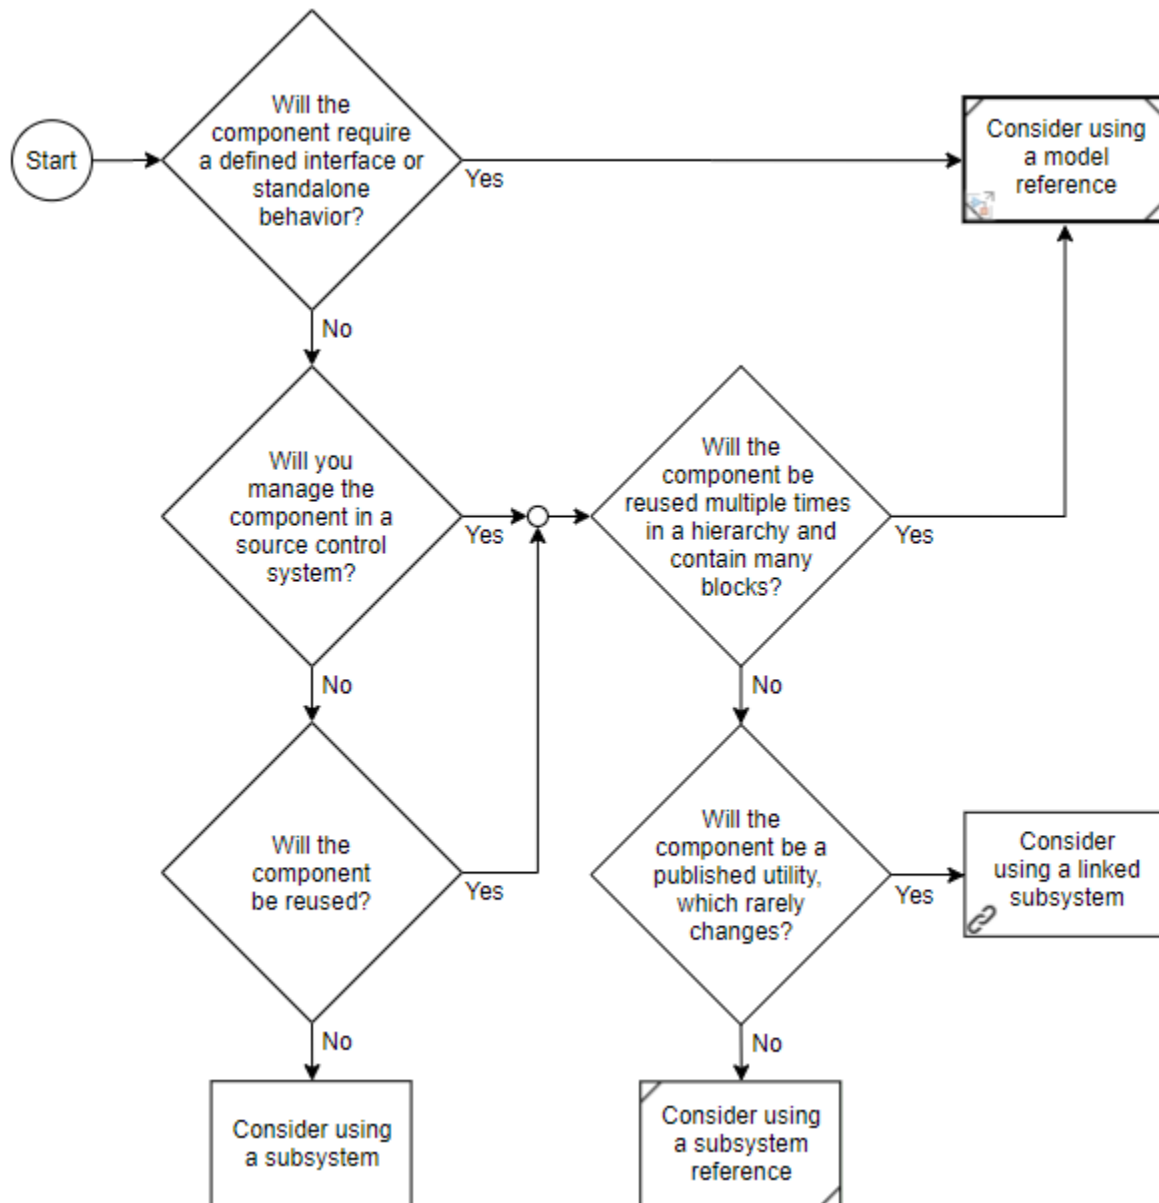 Start
Will the
component require
a defined interface or
standalone
behavior?
Yes
Consider using
a model
reference
No
Will you
manage the
component in a
source control
system?
Yes
Will the
component be
reused multiple times
in a hierarchy and
contain many
blocks?
Yes
No
No
Will the
component
be reused?
Yes
Will the
component be a
published utility,
which rarely
changes?
Yes
Consider
using a linked
subsystem
No
No
Consider using
a subsystem
Consider using
a subsystem
reference